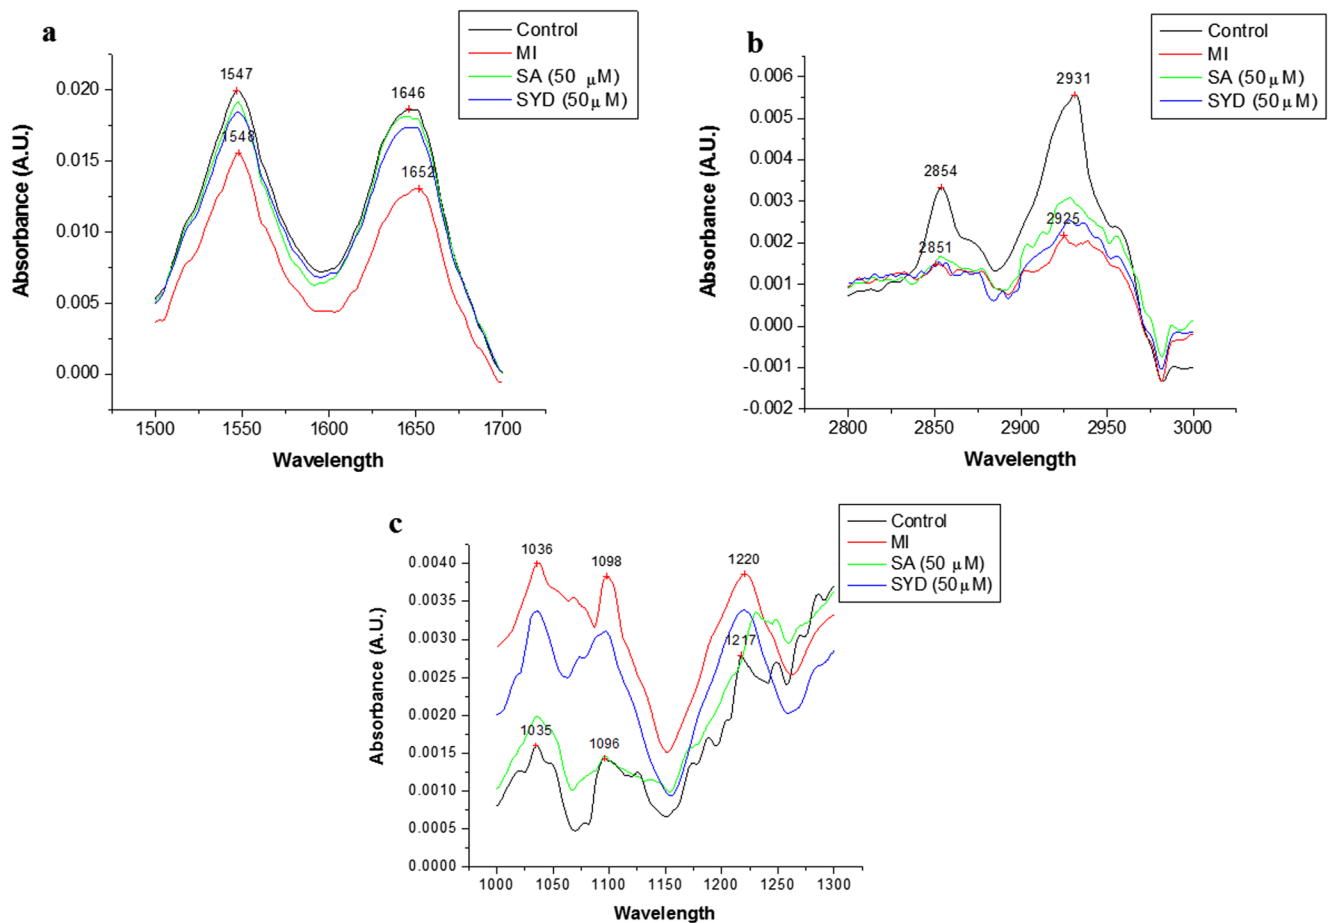 a
Control
MI
SA (50 μM)
SYD (50μM)
1547
1646
1548
1652
0.020
0.015
0.010
0.005
0.000
Absorbance (A.U.)
1500
1550
1600
1650
1700
Wavelength
b
Control
MI
SA (50μM)
SYD (50μM)
2931
2854
2925
2851
0.006
0.005
0.004
0.003
0.002
0.001
0.000
-0.001
-0.002
Absorbance (A.U.)
2800
2850
2900
2950
3000
Wavelength
c
Control
MI
SA (50 μM)
SYD (50μM)
1036
1098
1220
1217
1035
1096
0.0040
0.0035
0.0030
0.0025
0.0020
0.0015
0.0010
0.0005
0.0000
Absorbance (A.U.)
1000
1050
1100
1150
1200
1250
1300
Wavelength